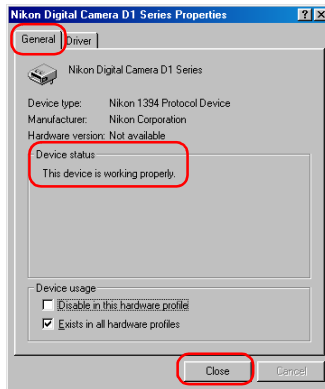 Nikon Digital Camera D1 Series Properties
General Driver
Nikon Digital Camera D1 Series
Device type: Nikon 1394 Protocol Device
Manufacturer: Nikon Corporation
Hardware version: Not available
Device status
This device is working properly.
Device usage
Disable in this hardware profile
Exists in all hardware profiles
Close Cancel